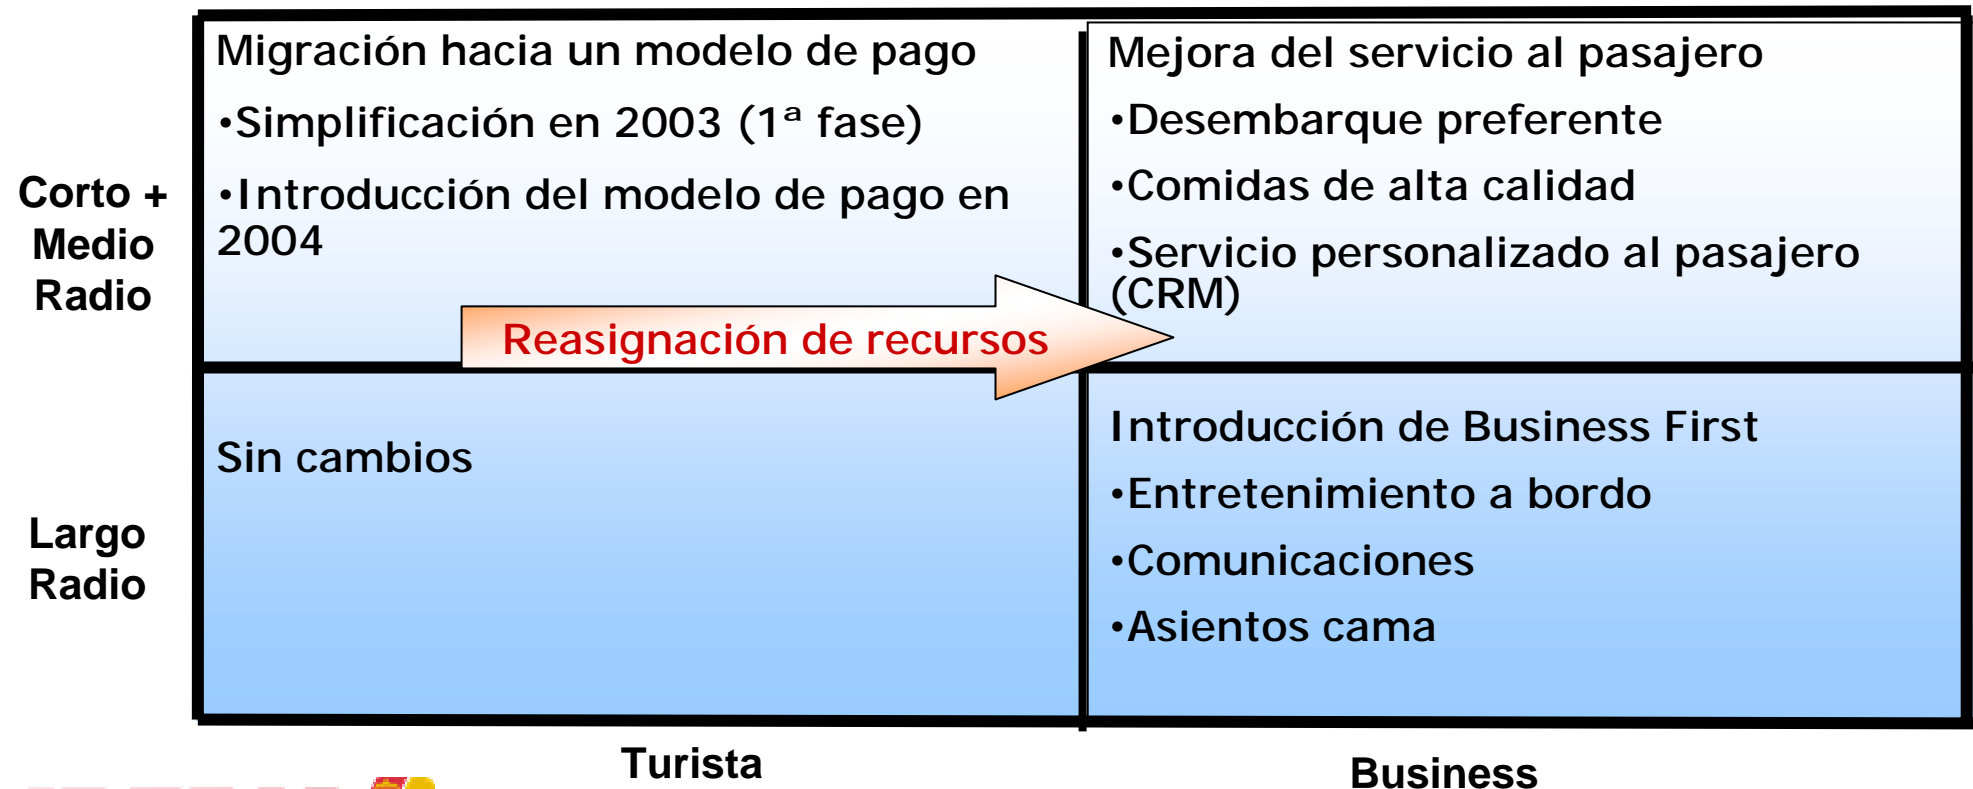 Corto +
Medio
Radio
Migración hacia un modelo de pago
•Simplificación en 2003 (1ª fase)
•Introducción del modelo de pago en
2004
Mejora del servicio al pasajero
•Desembarque preferente
•Comidas de alta calidad
•Servicio personalizado al pasajero
(CRM)
Reasignación de recursos
Largo
Radio
Sin cambios
Introducción de Business First
•Entretenimiento a bordo
•Comunicaciones
•Asientos cama
Turista
Business